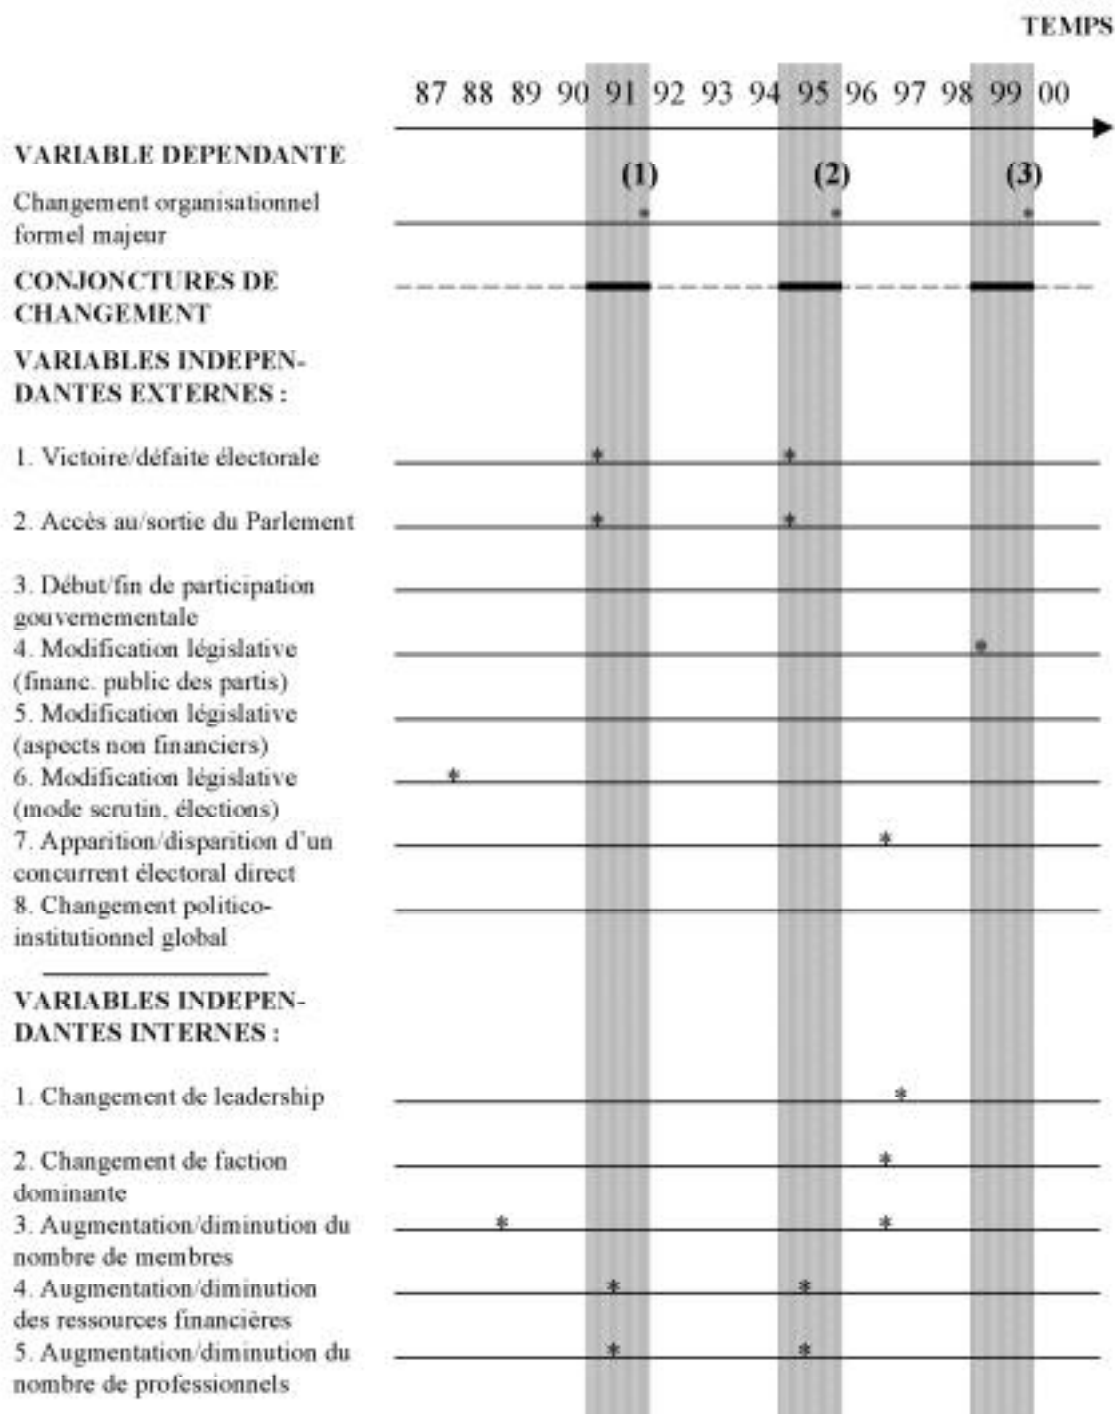 TEMPS
87 88 89 90 91 92 93 94 95 96 97 98 99 00
VARIABLE DEPENDANTE
(1) (2) (3)
Changement organisationnel
formel majeur
* * *
CONJONCTURES DE
CHANGEMENT
VARIABLES INDEPEN-
DANTES EXTERNES :
1. Victoire/défaite électorale * *
2. Accès au/sortie du Parlement * *
3. Début/fin de participation
gouvernementale
4. Modification législative *
(financ. public des partis)
5. Modification législative
(aspects non financiers)
6. Modification législative *
(mode scrutin, élections)
7. Apparition/disparition d'un *
concurrent électoral direct
8. Changement politico-
institutionnel global
VARIABLES INDEPEN-
DANTES INTERNES :
1. Changement de leadership *
2. Changement de faction *
dominante
3. Augmentation/diminution du * *
nombre de membres
4. Augmentation/diminution * *
des ressources financières
5. Augmentation/diminution du * *
nombre de professionnels